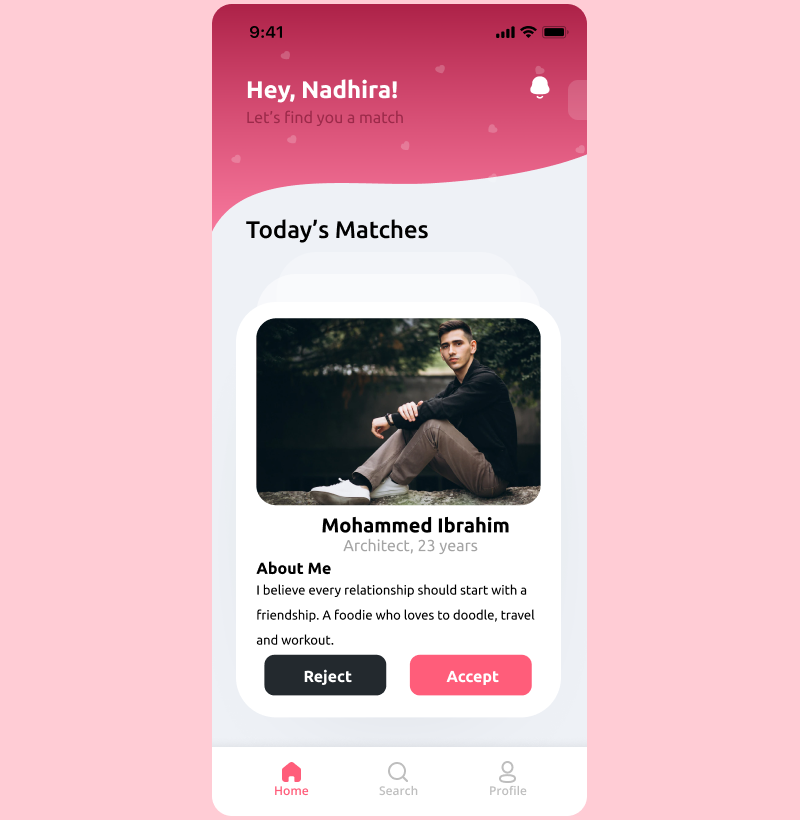 9:41
Hey, Nadhira!
Let's find you a match
Today’s Matches
Mohammed Ibrahim
Architect, 23 years
About Me
I believe every relationship should start with a
friendship. A foodie who loves to doodle, travel
and workout.
Reject Accept
Home Search Profile